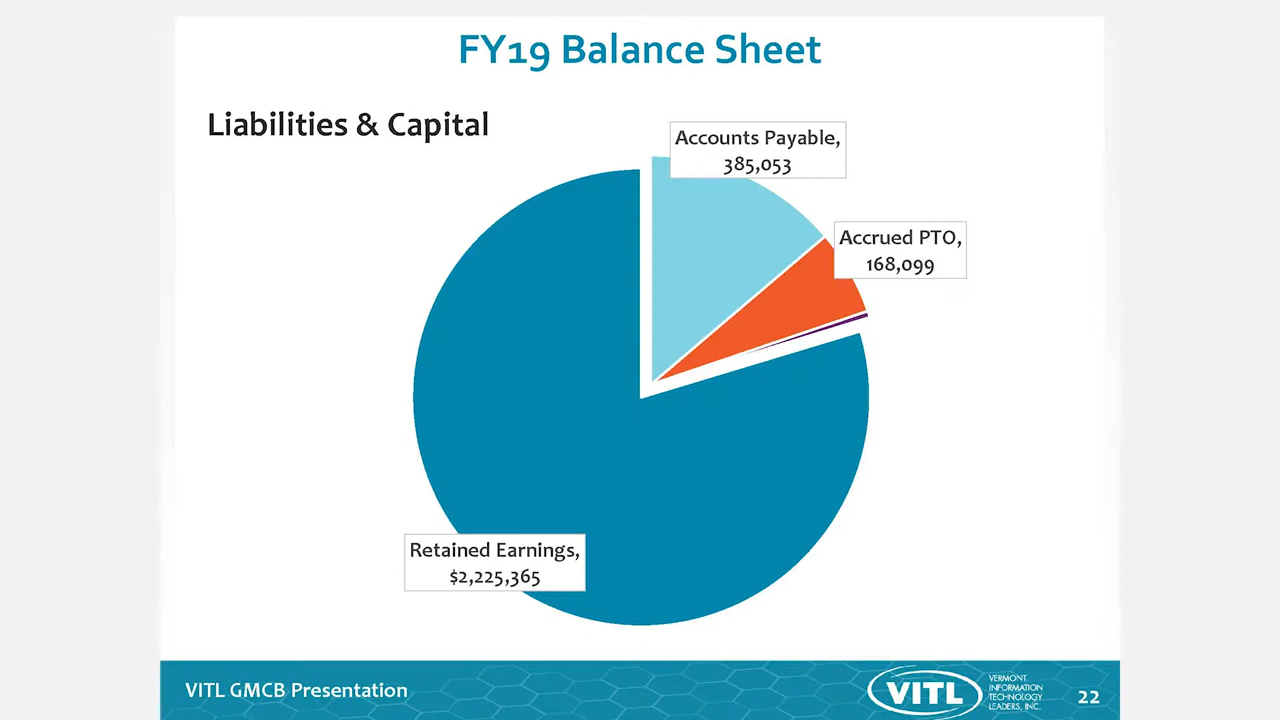 FY19 Balance Sheet
Liabilities & Capital
Accounts Payable,
385,053
Accrued PTO,
168,099
Retained Earnings,
$2,225,365
VITL GMCB Presentation
VITL
VERMONT
INFORMATION
TECHNOLOGY
LEADERS, INC.
22